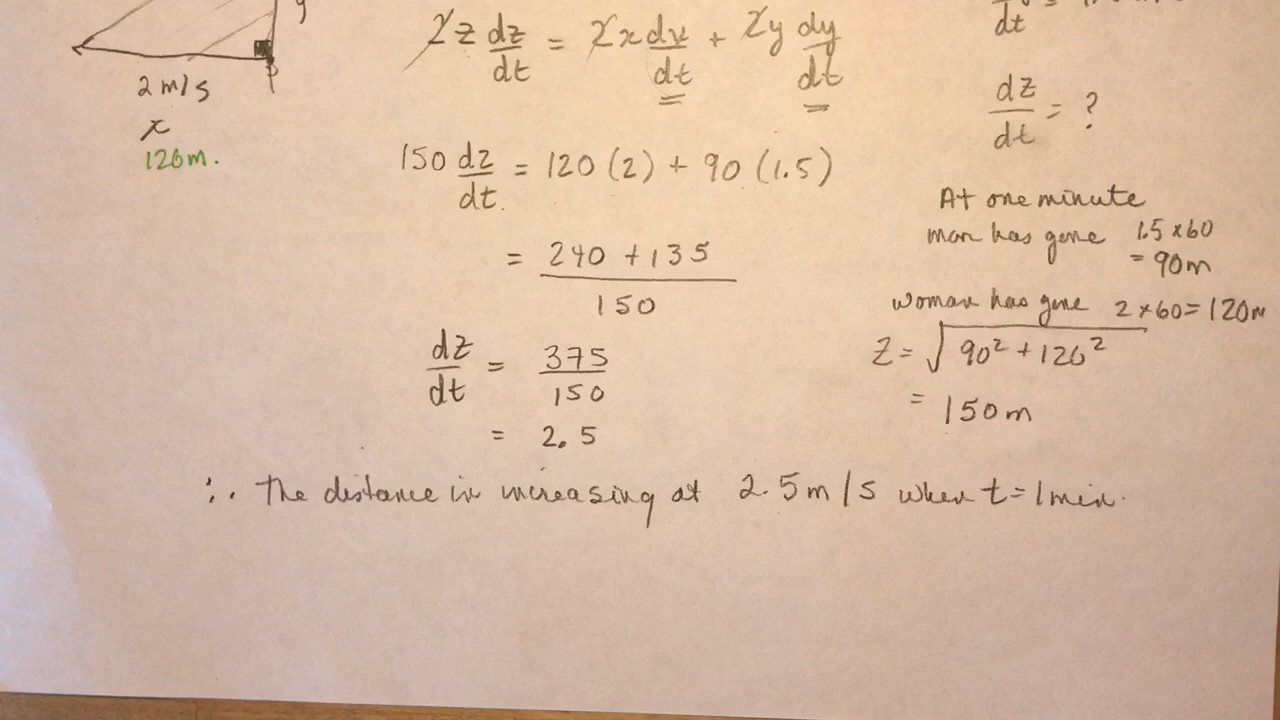 y
2 m/s
x
120m.
2z dz/dt = 2x dx/dt + 2y dy/dt
dt
dz/dt = ?
150 dz/dt. = 120 (2) + 90 (1.5)
= 240 + 135 / 150
dz/dt = 375 / 150
= 2.5
At one minute
man has gone 1.5 x 60
= 90m
woman has gone 2 x 60 = 120m
Z = √90² + 120²
= 150m
∴ The distance is increasing at 2.5 m/s when t = 1 min.